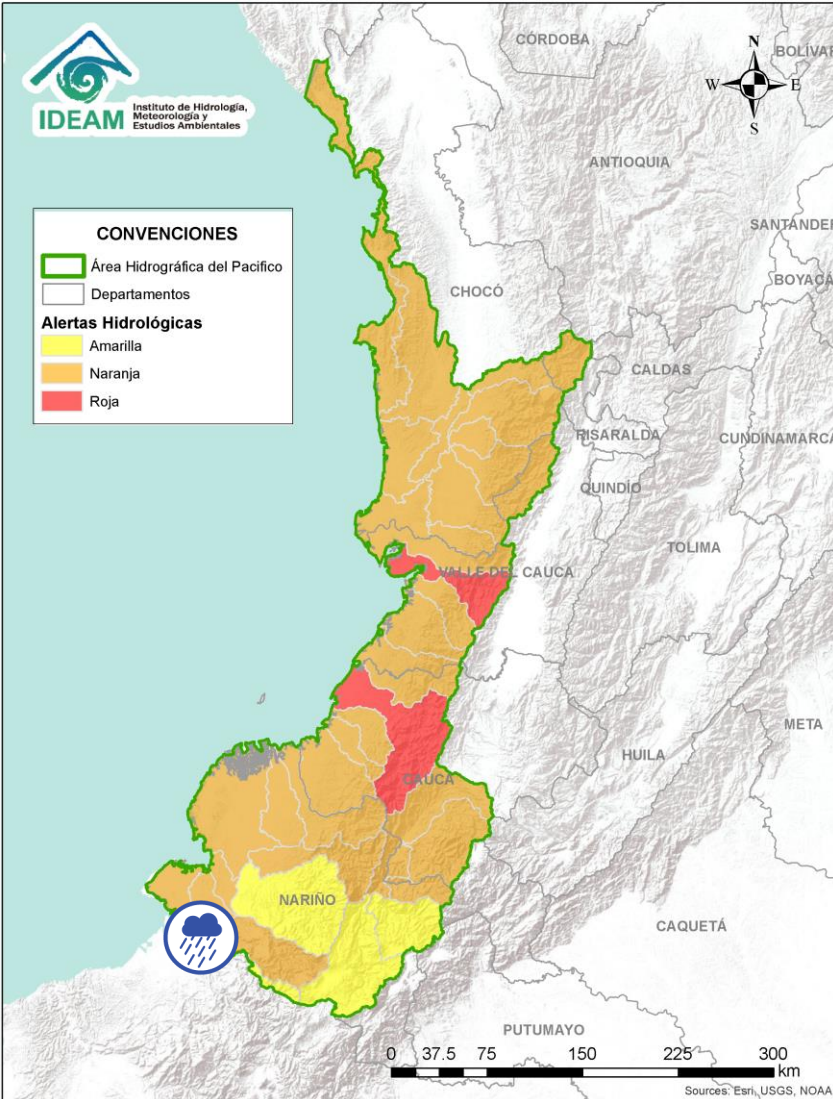 IDEAM
Instituto de Hidrología,
Meteorología y
Estudios Ambientales
N
W
E
S
CÓRDOBA
BOLÍVAR
ANTIOQUIA
SANTANDER
BOYACÁ
CHOCÓ
CALDAS
RISARALDA
CUNDINAMARCA
QUINDÍO
TOLIMA
VALLE DEL CAUCA
META
HUILA
CAUCA
NARIÑO
CAQUETÁ
PUTUMAYO
CONVENCIONES
Área Hidrográfica del Pacifico
Departamentos
Alertas Hidrológicas
Amarilla
Naranja
Roja
0 37.5 75 150 225 300
km
Sources: Esri, USGS, NOAA